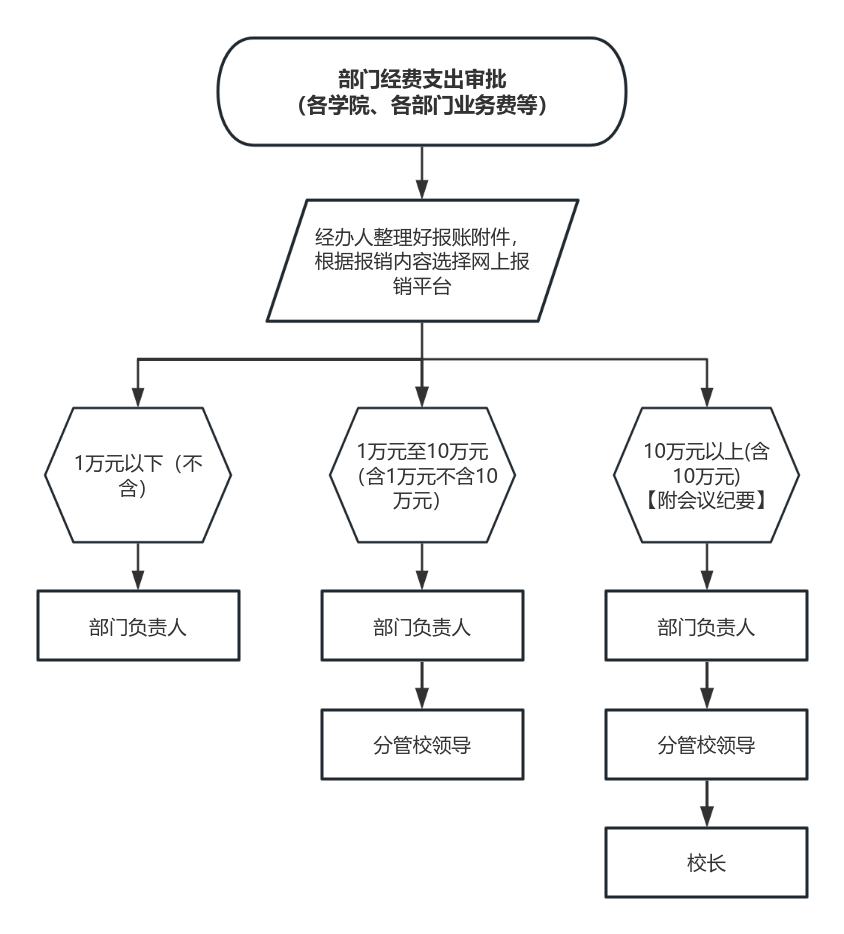 部门经费支出审批
（各学院、各部门业务费等）
经办人整理好报账附件，
根据报销内容选择网上报
销平台
1万元以下（不
含）
1万元至10万元
（含1万元不含10
万元）
10万元以上(含
10万元)
【附会议纪要】
部门负责人
部门负责人
部门负责人
分管校领导
分管校领导
校长